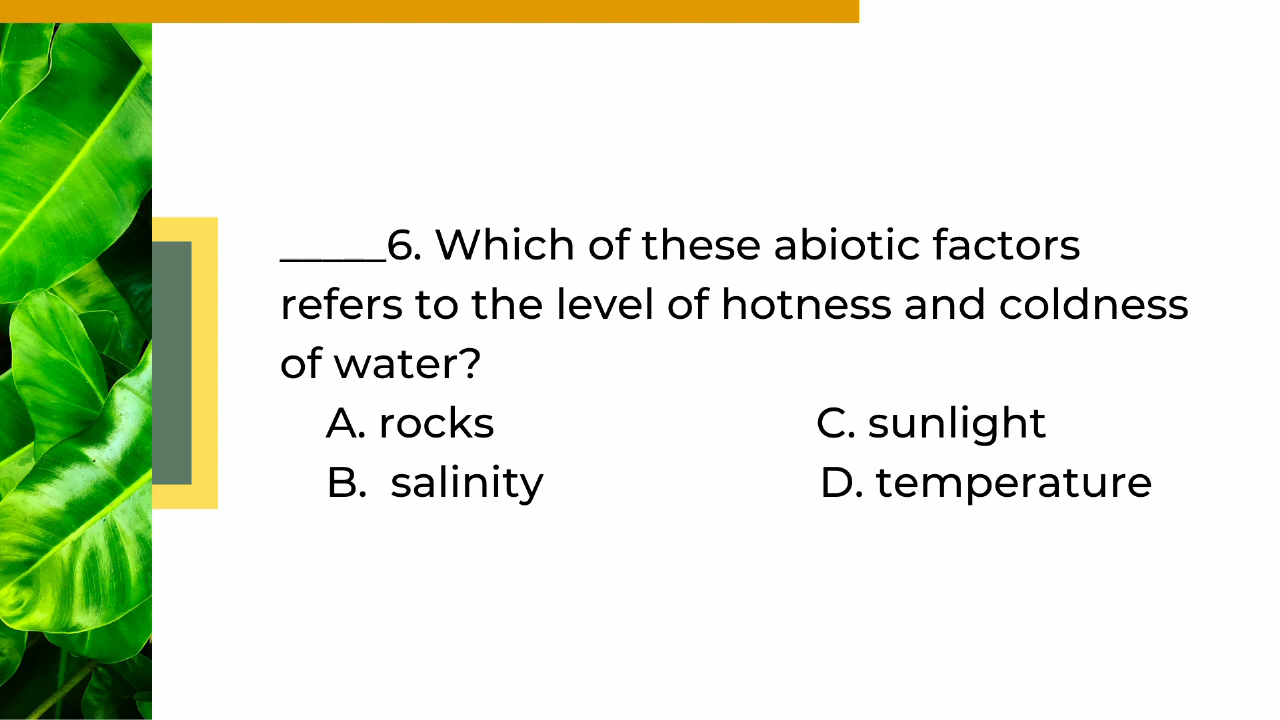 _____6. Which of these abiotic factors
refers to the level of hotness and coldness
of water?
A. rocks C. sunlight
B. salinity D. temperature